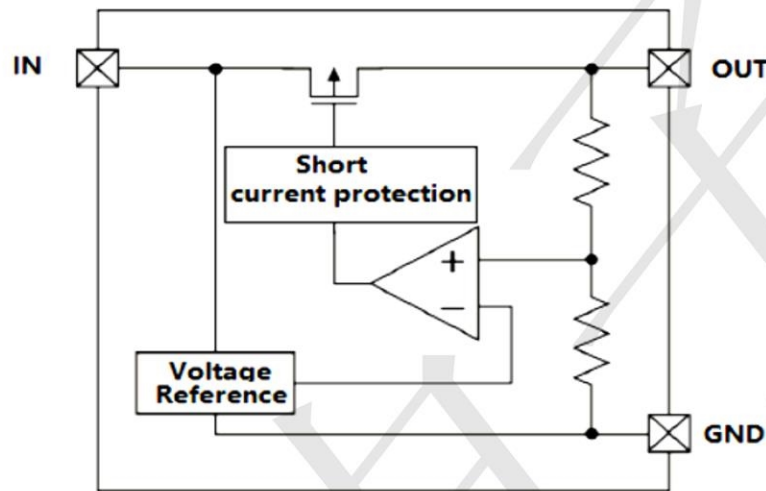 IN
OUT
Short
current protection
+
−
Voltage
Reference
GND